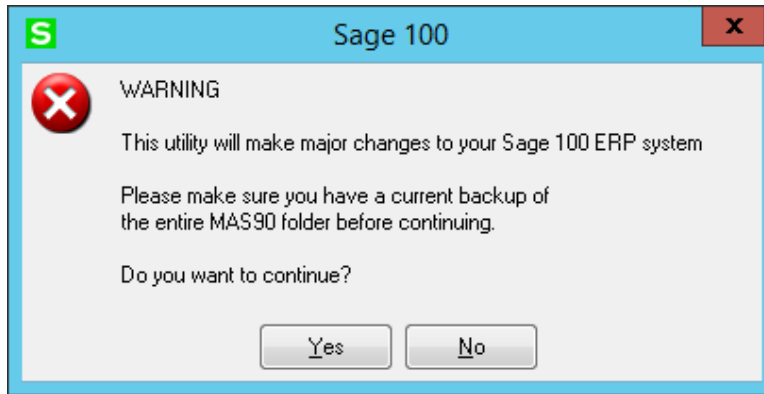 S
Sage 100
x
WARNING
This utility will make major changes to your Sage 100 ERP system
Please make sure you have a current backup of
the entire MAS90 folder before continuing.
Do you want to continue?
Yes
No